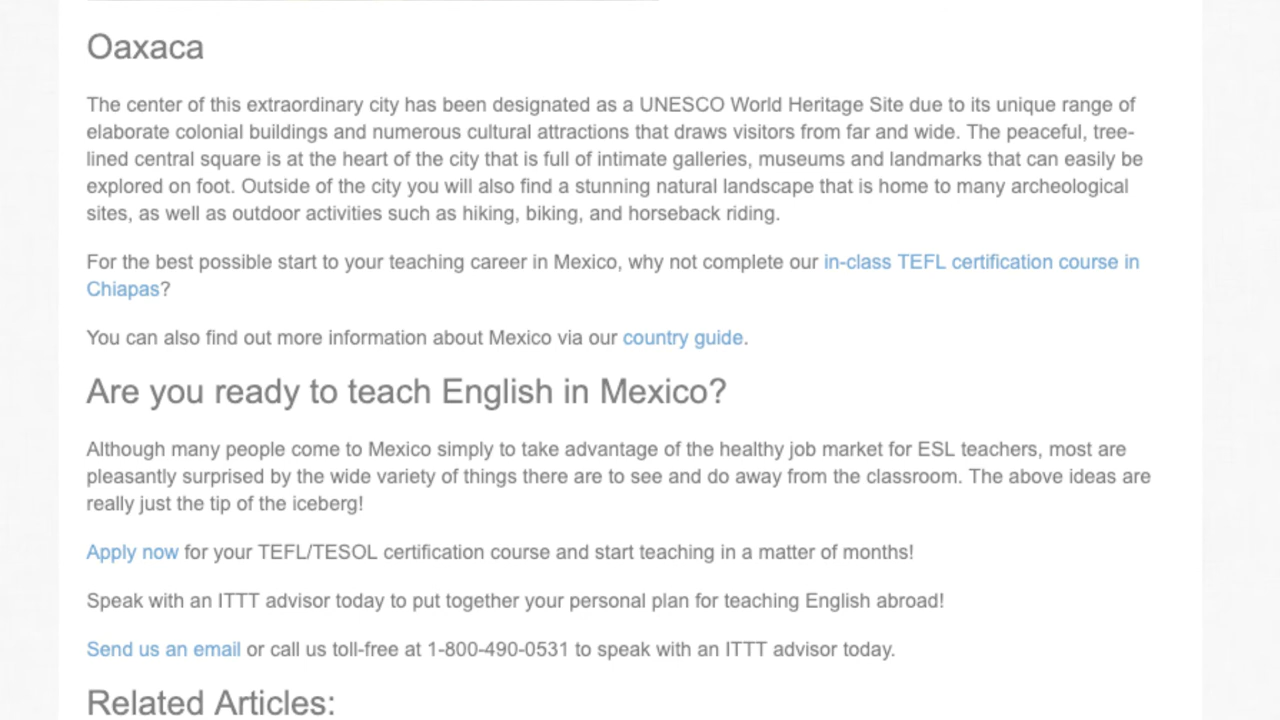 Oaxaca
The center of this extraordinary city has been designated as a UNESCO World Heritage Site due to its unique range of
elaborate colonial buildings and numerous cultural attractions that draws visitors from far and wide. The peaceful, tree-
lined central square is at the heart of the city that is full of intimate galleries, museums and landmarks that can easily be
explored on foot. Outside of the city you will also find a stunning natural landscape that is home to many archeological
sites, as well as outdoor activities such as hiking, biking, and horseback riding.
For the best possible start to your teaching career in Mexico, why not complete our in-class TEFL certification course in
Chiapas?
You can also find out more information about Mexico via our country guide.
Are you ready to teach English in Mexico?
Although many people come to Mexico simply to take advantage of the healthy job market for ESL teachers, most are
pleasantly surprised by the wide variety of things there are to see and do away from the classroom. The above ideas are
really just the tip of the iceberg!
Apply now for your TEFL/TESOL certification course and start teaching in a matter of months!
Speak with an ITTT advisor today to put together your personal plan for teaching English abroad!
Send us an email or call us toll-free at 1-800-490-0531 to speak with an ITTT advisor today.
Related Articles: